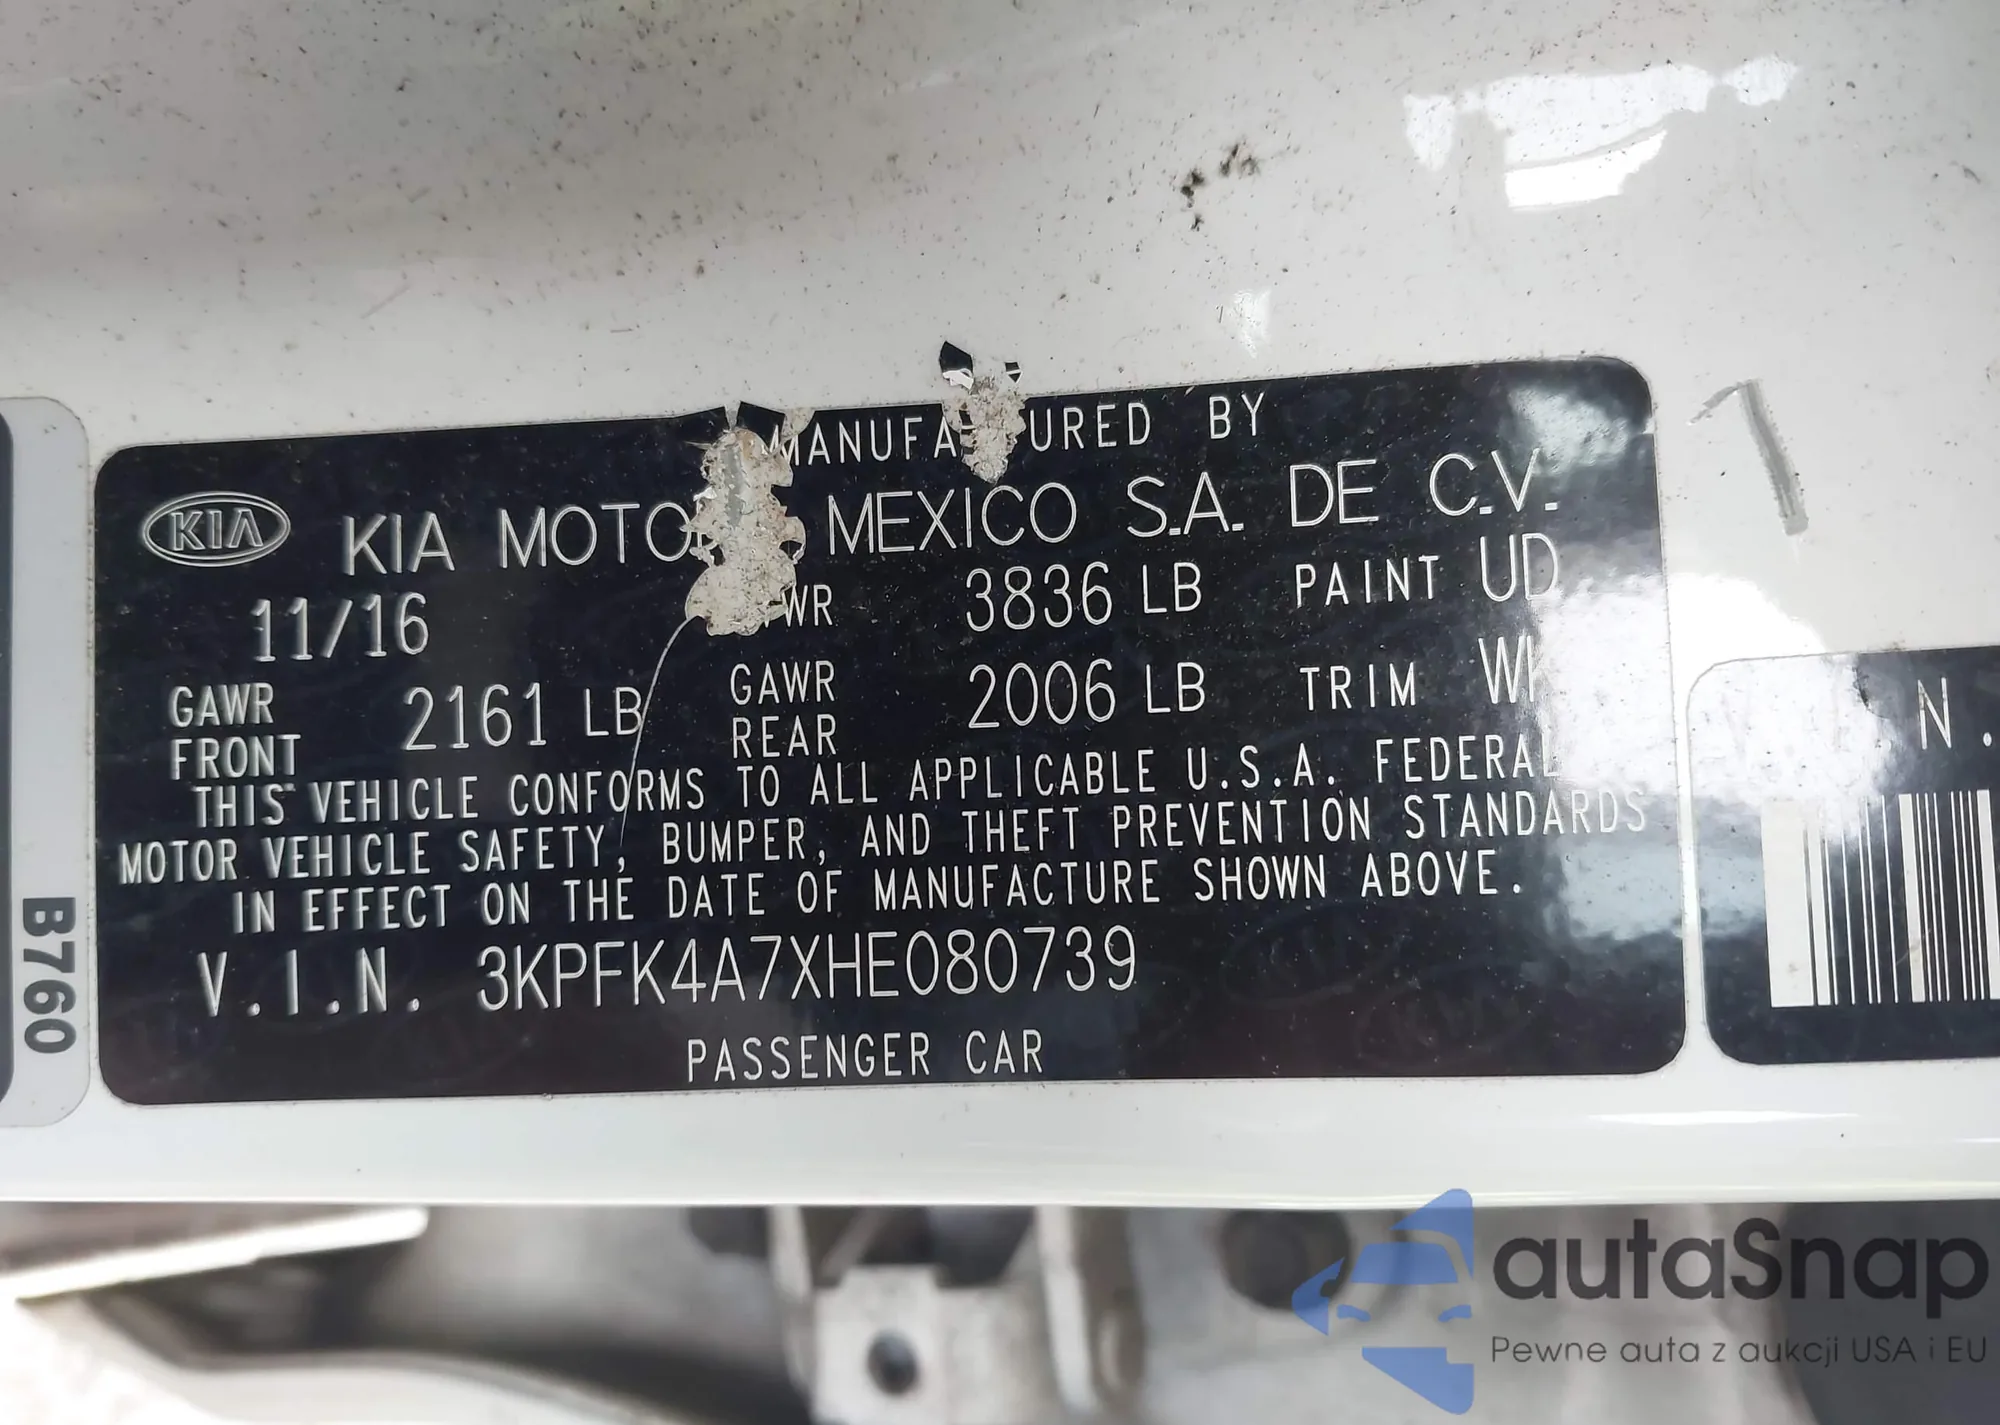 MANUFA URED BY
KIA
KIA MOTO MEXICO S.A. DE C.V.
11/16 WR 3836 LB PAINT UD
GAWR FRONT 2161 LB GAWR REAR 2006 LB TRIM WK
THIS VEHICLE CONFORMS TO ALL APPLICABLE U.S.A. FEDERAL
MOTOR VEHICLE SAFETY, BUMPER, AND THEFT PREVENTION STANDARDS
IN EFFECT ON THE DATE OF MANUFACTURE SHOWN ABOVE.
V.I.N. 3KPFK4A7XHE080739
PASSENGER CAR
B760
N.
autaSnap
Pewne auta z aukcji USA i EU